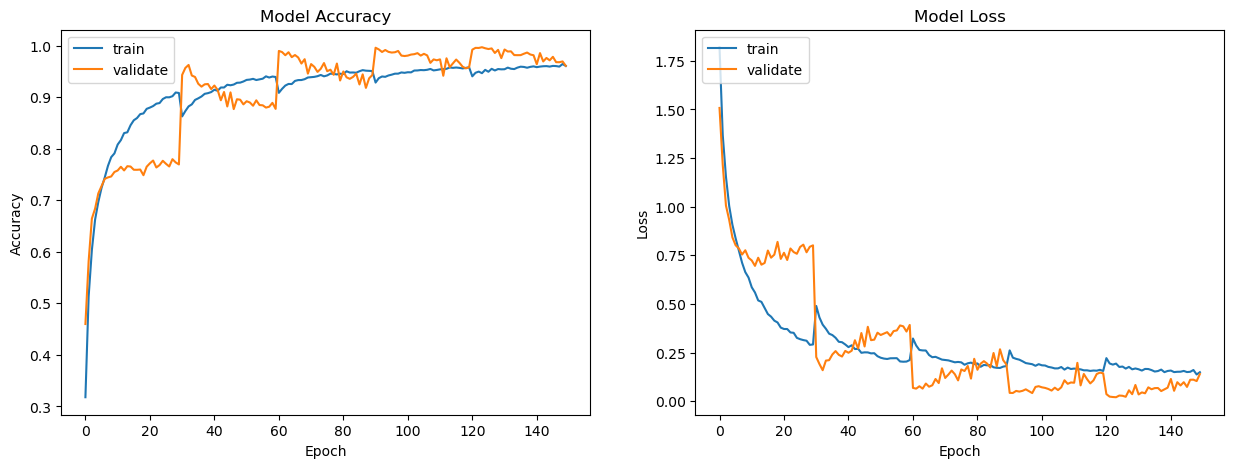 Model Accuracy
train
validate
1.0
0.9
0.8
0.7
0.6
0.5
0.4
0.3
Accuracy
0 20 40 60 80 100 120 140
Epoch
Model Loss
train
validate
1.75
1.50
1.25
1.00
0.75
0.50
0.25
0.00
Loss
0 20 40 60 80 100 120 140
Epoch